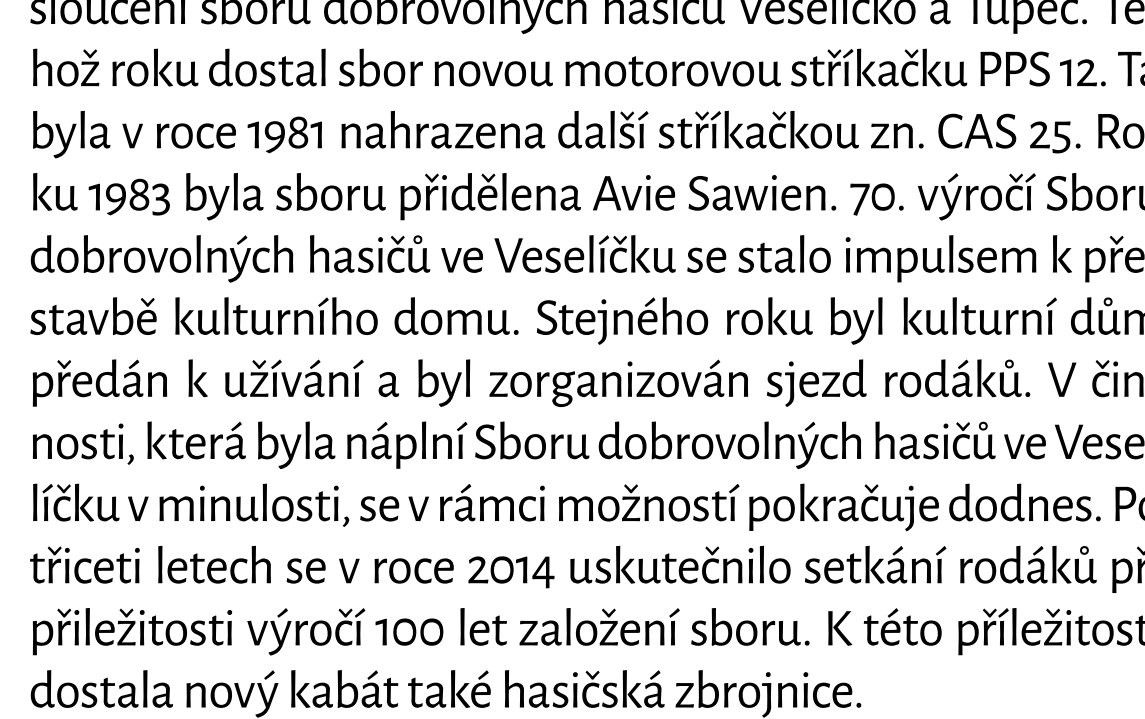 sloučení sboru dobrovolných hasičů Veselíčko a Tupec. Té
hož roku dostal sbor novou motorovou stříkačku PPS 12. Ta
byla v roce 1981 nahrazena další stříkačkou zn. CAS 25. Ro
ku 1983 byla sboru přidělena Avie Sawien. 70. výročí Sboru
dobrovolných hasičů ve Veselíčku se stalo impulsem k pře
stavbě kulturního domu. Stejného roku byl kulturní dům
předán k užívání a byl zorganizován sjezd rodáků. V čin
nosti, která byla náplní Sboru dobrovolných hasičů ve Vese
líčku v minulosti, se v rámci možností pokračuje dodnes. Po
třiceti letech se v roce 2014 uskutečnilo setkání rodáků př
přiležitosti výročí 100 let založení sboru. K této příležitost
dostala nový kabát také hasičská zbrojnice.